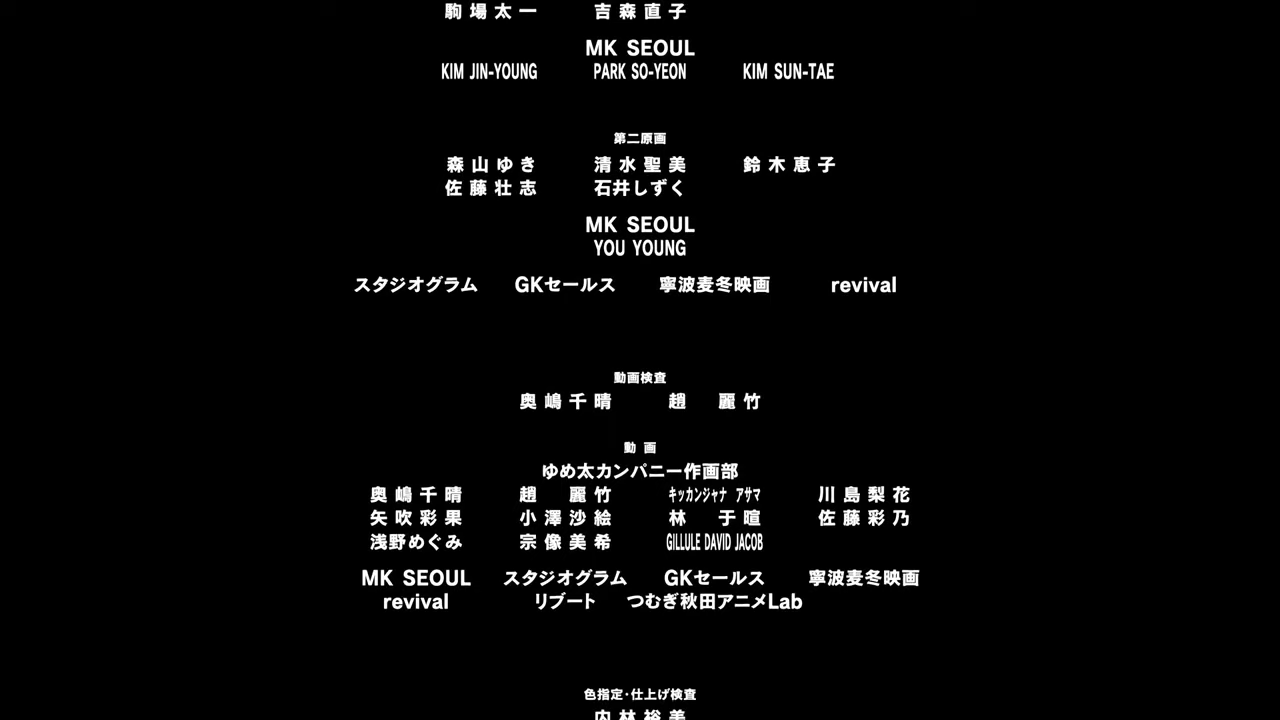 駒場太一 吉森直子
MK SEOUL
KIM JIN-YOUNG PARK SO-YEON KIM SUN-TAE
第二原画
森山ゆき 清水聖美 鈴木恵子
佐藤壮志 石井しずく
MK SEOUL
YOU YOUNG
スタジオグラム GKセールス 寧波麦冬映画 revival
動画検査
奥嶋千晴 趙麗竹
動画
ゆめ太カンパニー作画部
奥嶋千晴 趙麗竹 キッカンジャナ アサマ 川島梨花
矢吹彩果 小澤沙絵 林于暄 佐藤彩乃
浅野めぐみ 宗像美希 GILLULE DAVID JACOB
MK SEOUL スタジオグラム GKセールス 寧波麦冬映画
revival リブート つむぎ秋田アニメLab
色指定・仕上げ検査
内林裕美